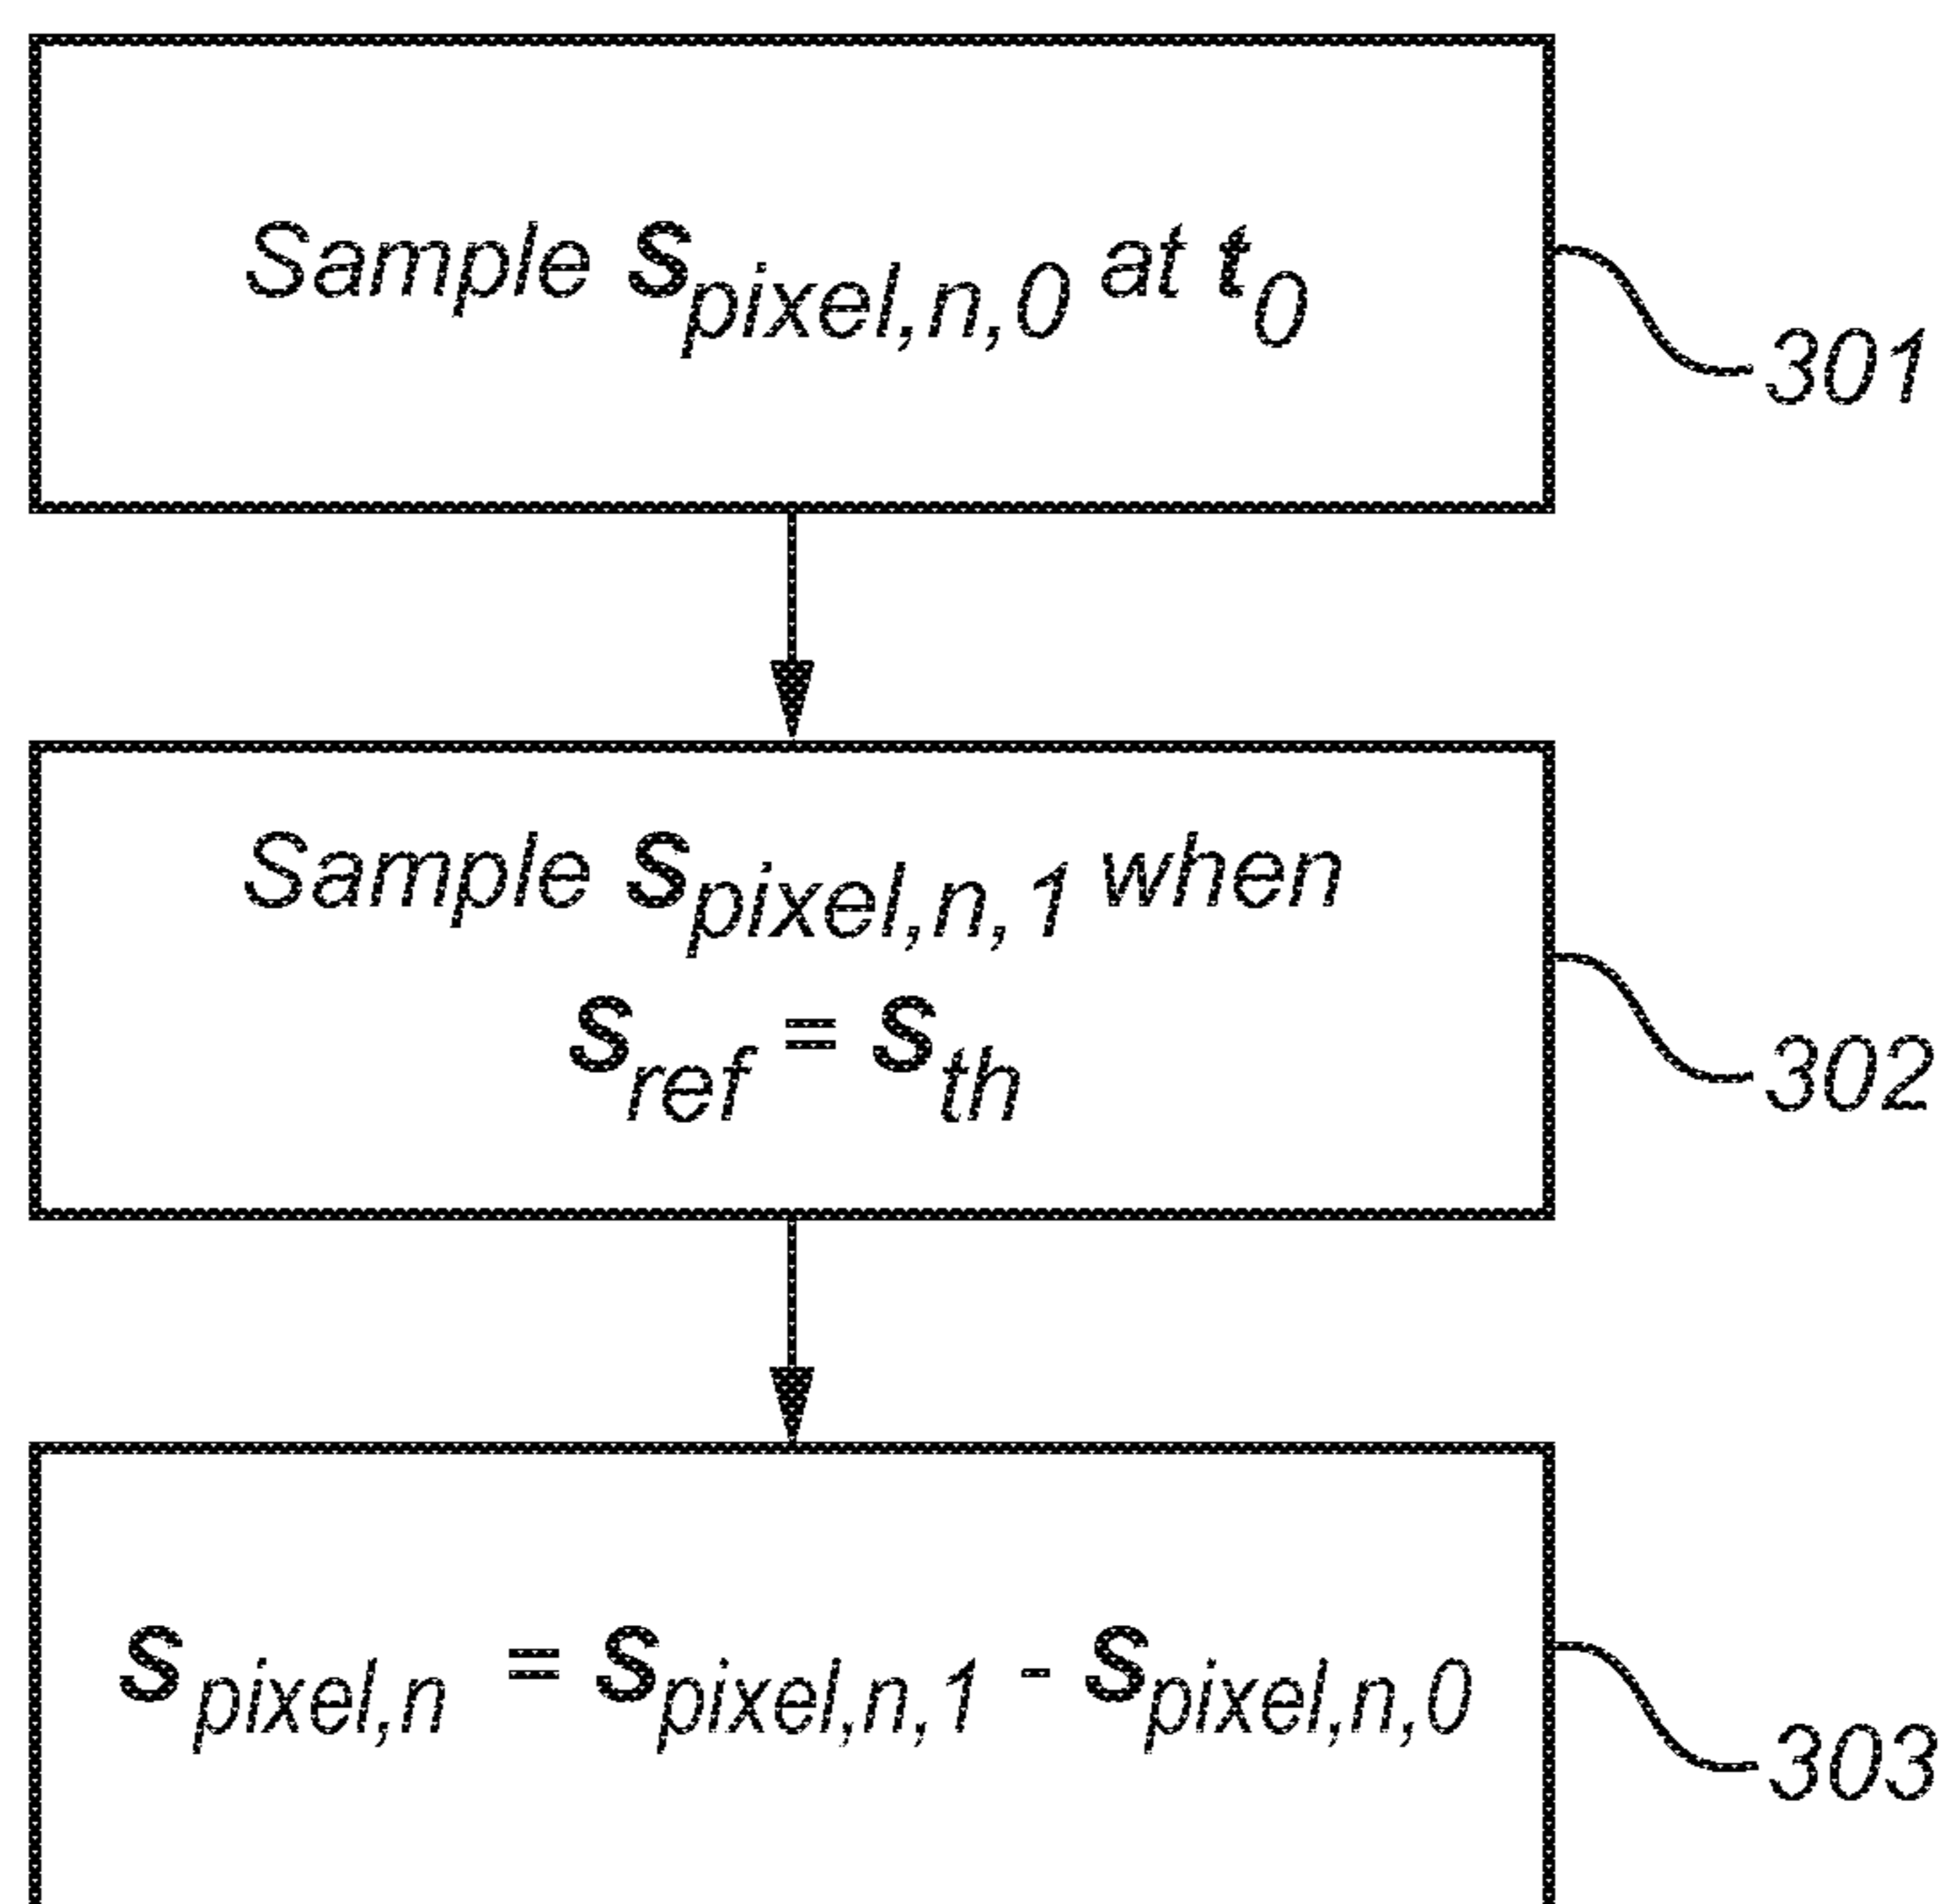 Sample S_pixel,n,0 at t_0
301
Sample S_pixel,n,1 when
S_ref = S_th
302
S_pixel,n = S_pixel,n,1 - S_pixel,n,0
303